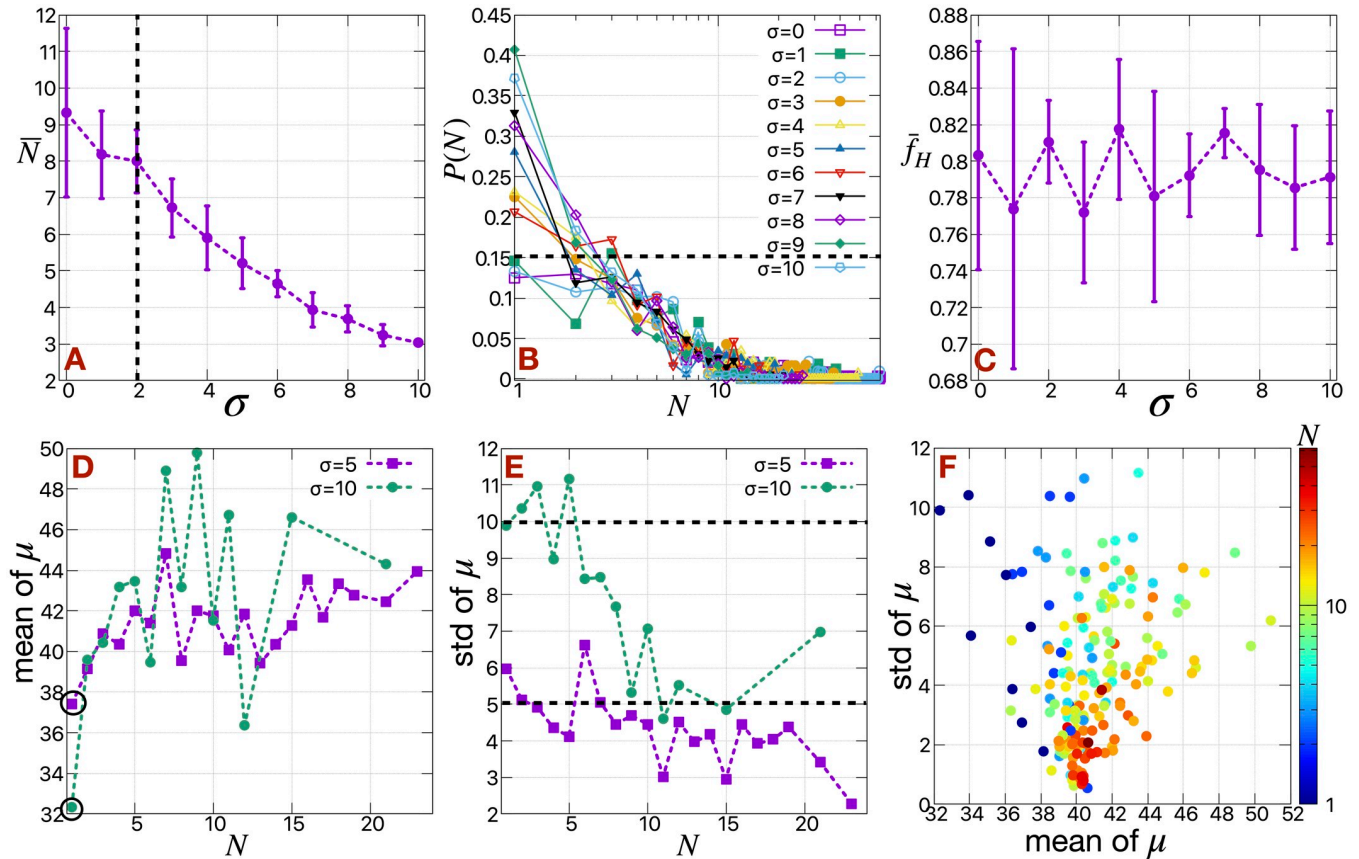 12
11
10
9
8
7
6
5
4
3
2
N̄
0 2 4 6 8 10
σ
A
0.45
0.4
0.35
0.3
0.25
0.2
0.15
0.1
0.05
0
P(N)
σ=0
σ=1
σ=2
σ=3
σ=4
σ=5
σ=6
σ=7
σ=8
σ=9
σ=10
1 10
N
B
0.88
0.86
0.84
0.82
0.8
0.78
0.76
0.74
0.72
0.7
0.68
f̄_H
0 2 4 6 8 10
σ
C
50
48
46
44
42
40
38
36
34
32
mean of μ
D
σ=5
σ=10
5 10 15 20
N
12
11
10
9
8
7
6
5
4
3
2
std of μ
E
σ=5
σ=10
5 10 15 20
N
12
10
8
6
4
2
0
std of μ
F
32 34 36 38 40 42 44 46 48 50 52
mean of μ
N
10
1